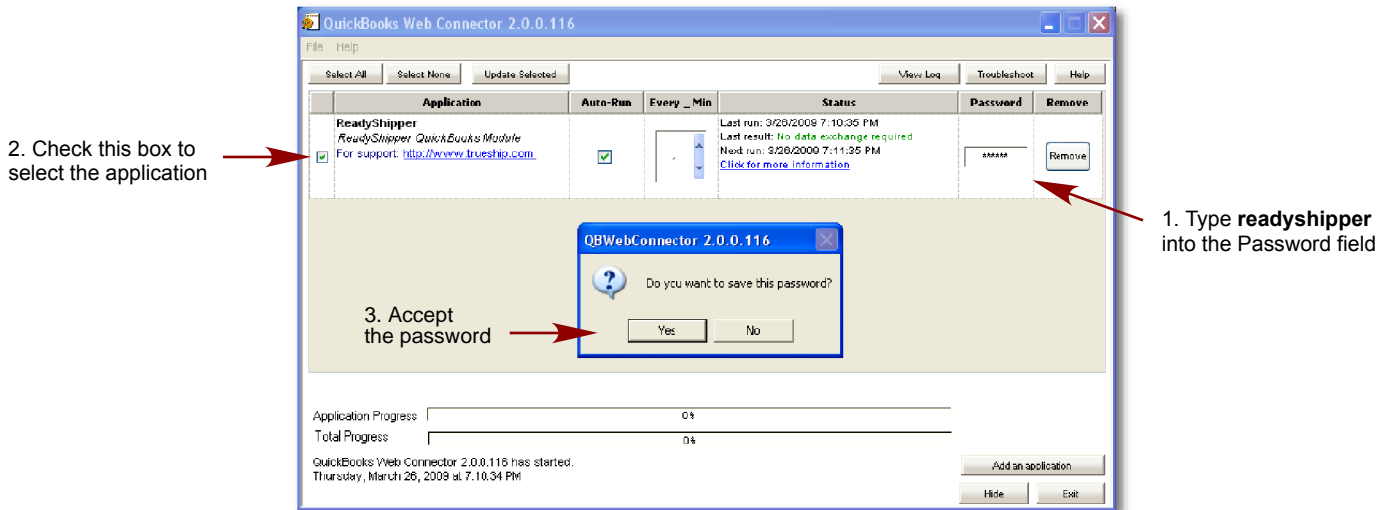 QuickBooks Web Connector 2.0.0.116
File Help
Select All Select None Update Selected View Log Troubleshoot Help
Application Auto-Run Every _ Min Status Password Remove
ReadyShipper
ReadyShipper QuickBooks Module
For support: http://www.trueship.com
Last run: 3/26/2009 7:10:35 PM
Last result: No data exchange required
Next run: 3/26/2009 7:11:35 PM
Click for more information
******
Remove
2. Check this box to
select the application
1. Type readyshipper
into the Password field
QBWebConnector 2.0.0.116
Do you want to save this password?
Yes No
3. Accept
the password
Application Progress 0%
Total Progress 0%
QuickBooks Web Connector 2.0.0.116 has started.
Thursday, March 26, 2009 at 7:10:34 PM
Add an application
Hide Exit